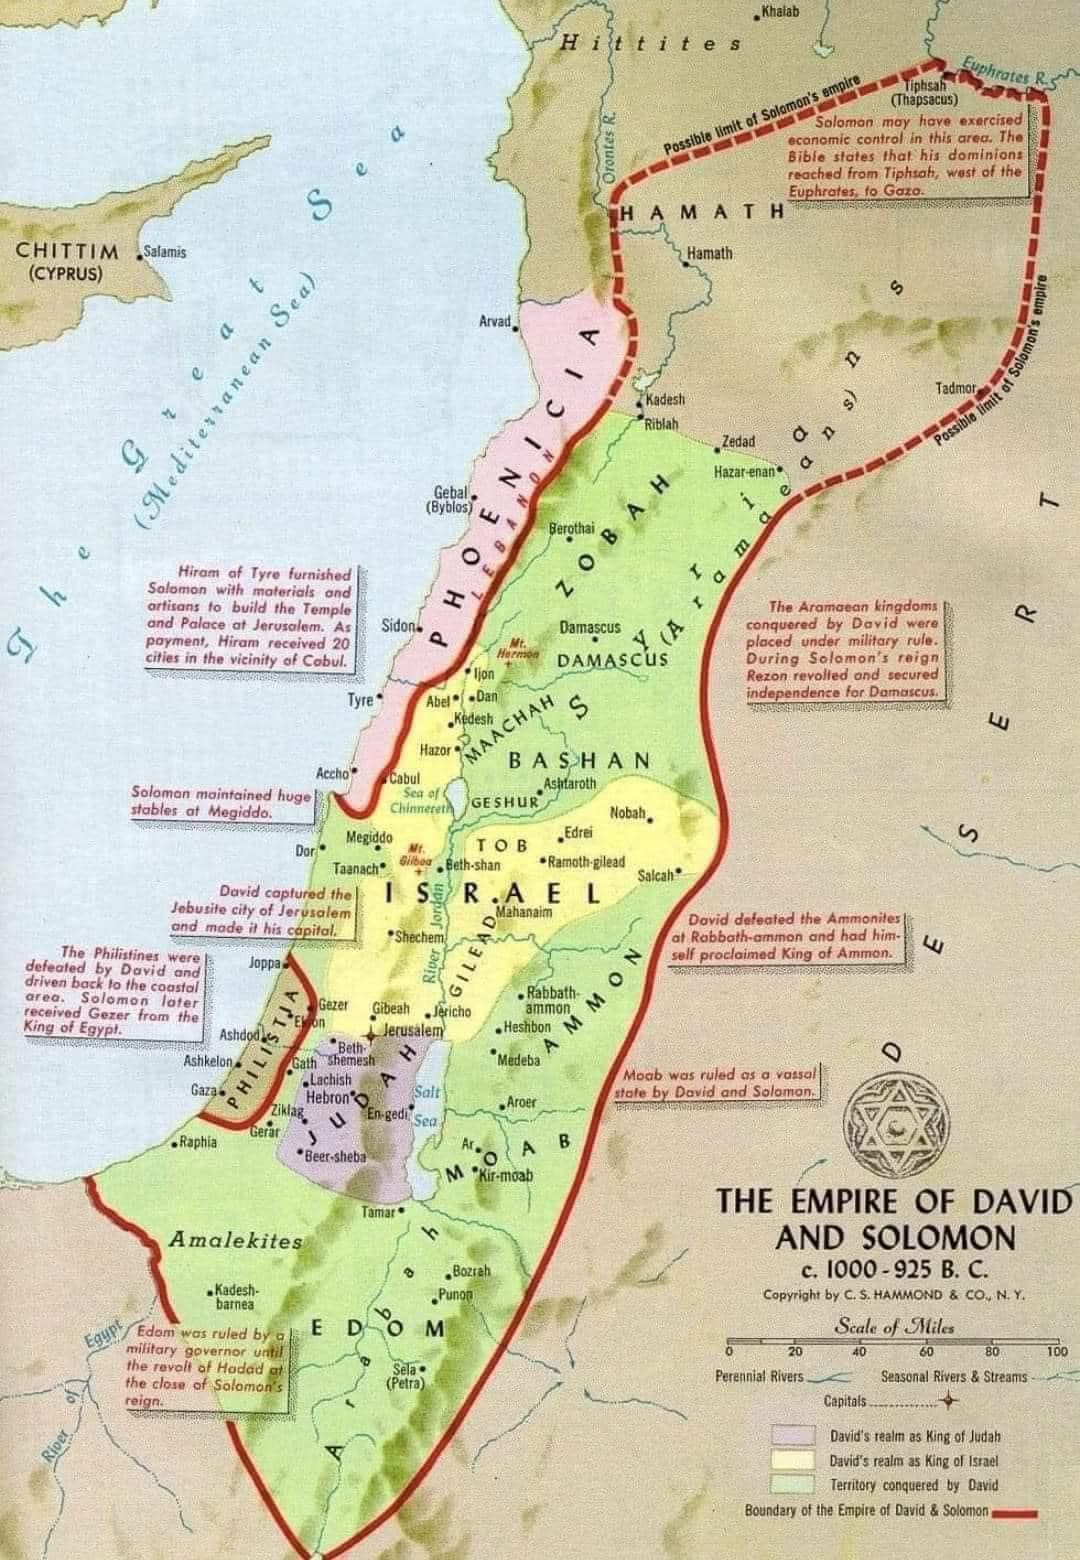 Khalab
Hittites
Euphrates R.
Tiphsah
(Thapsacus)
Possible limit of Solomon's empire
Orontes R.
Solomon may have exercised
economic control in this area. The
Bible states that his dominions
reached from Tiphsah, west of the
Euphrates, to Gaza.
HAMATH
Hamath
CHITTIM
(CYPRUS)
Salamis
The Great Sea
(Mediterranean Sea)
Arvad
PHOENICIA
LEBANON
Kadesh
Riblah
Zedad
Hazar-enan
Tadmor
Possible limit of Solomon's empire
Syria
(Aramaeans)
DESERT
Gebal
(Byblos)
Berothai
ZOBAH
Hiram of Tyre furnished
Solomon with materials and
artisans to build the Temple
and Palace at Jerusalem. As
payment, Hiram received 20
cities in the vicinity of Cabul.
Sidon
Damascus
DAMASCUS
Mt.
Hermon
The Aramaean kingdoms
conquered by David were
placed under military rule.
During Solomon's reign
Rezon revolted and secured
independence for Damascus.
Tyre
Ijon
Abel
Dan
Kedesh
MAACHAH
Hazor
BASHAN
Accho
Cabul
Sea of
Chinnereth
Ashtaroth
GESHUR
Solomon maintained huge
stables at Megiddo.
Nobah
Megiddo
Dor
Mt.
Gilboa
TOB
Edrei
Taanach
Beth-shan
Ramoth-gilead
Salcah
ISRAEL
David captured the
Jebusite city of Jerusalem
and made it his capital.
Mahanaim
River Jordan
GILEAD
Shechem
David defeated the Ammonites
at Rabbath-ammon and had him-
self proclaimed King of Ammon.
The Philistines were
defeated by David and
driven back to the coastal
area. Solomon later
received Gezer from the
King of Egypt.
Joppa
PHILISTIA
Gezer
Ekron
Gibeah
Jericho
Jerusalem
Rabbath-
ammon
AMMON
Heshbon
Medeba
Ashdod
Ashkelon
Gaza
Beth-
shemesh
Gath
Lachish
Hebron
JUDAH
En-gedi
Salt
Sea
Ziklag
Gerar
Beer-sheba
Raphia
Aroer
Moab was ruled as a vassal
state by David and Solomon.
Ar
MOAB
Kir-moab
Tamar
Amalekites
Kadesh-
barnea
Bozrah
Punon
EDOM
Arabah
Sela
(Petra)
River of Egypt
Edom was ruled by a
military governor until
the revolt of Hadad at
the close of Solomon's
reign.
THE EMPIRE OF DAVID
AND SOLOMON
c. 1000-925 B. C.
Copyright by C. S. HAMMOND & CO., N. Y.
Scale of Miles
0 20 40 60 80 100
Perennial Rivers
Seasonal Rivers & Streams
Capitals
David's realm as King of Judah
David's realm as King of Israel
Territory conquered by David
Boundary of the Empire of David & Solomon